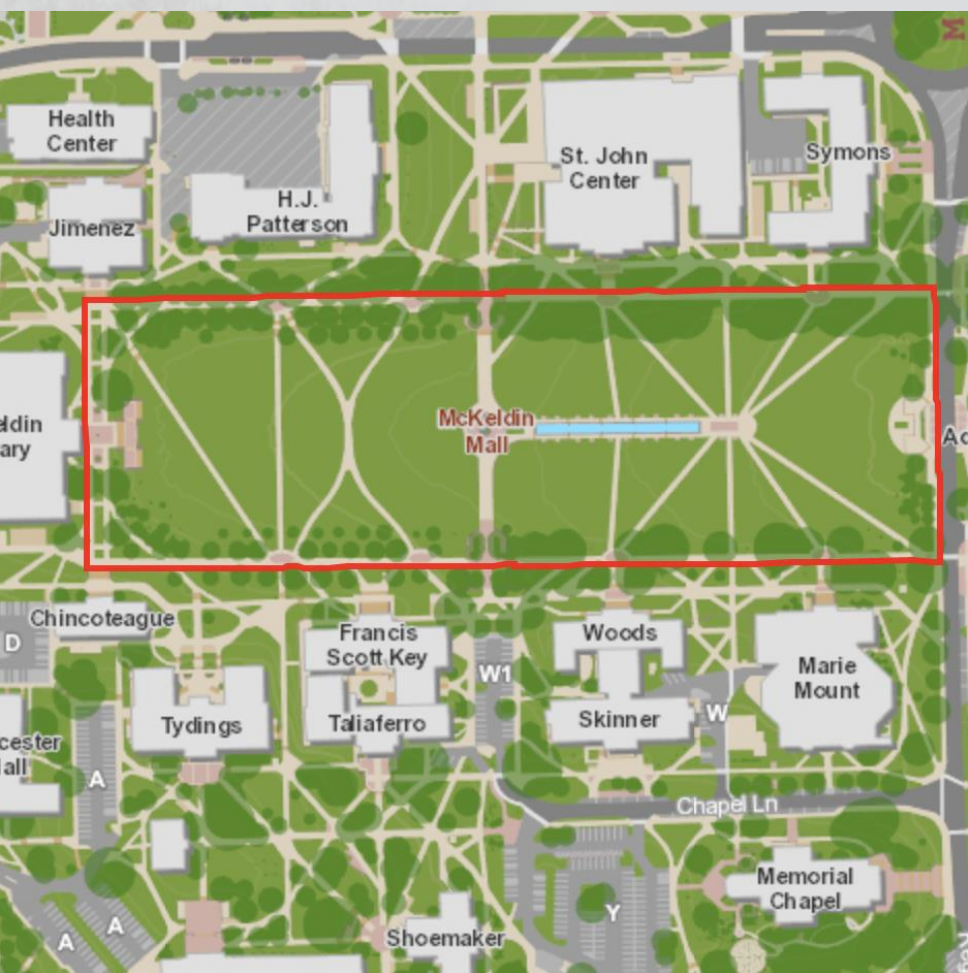 M
Health
Center
St. John
Center
Symons
H.J.
Patterson
Jimenez
McKeldin
Mall
Chincoteague
D
Francis
Scott Key
Woods
W1
Marie
Mount
Tydings
Taliaferro
Skinner
W
A
Chapel Ln
Memorial
Chapel
Y
A
A
Shoemaker